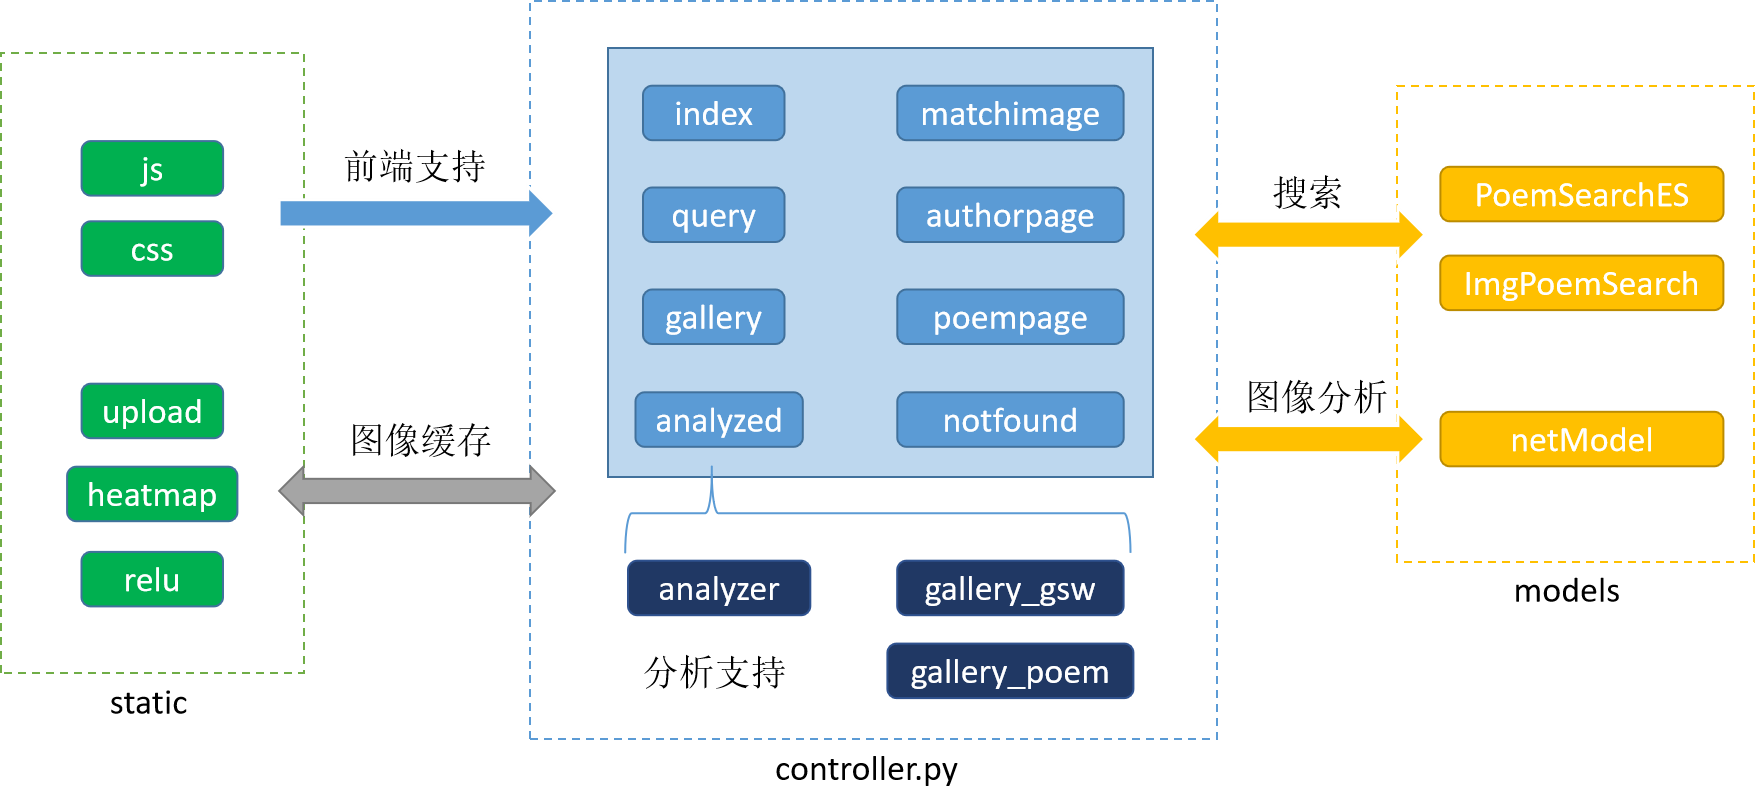 js
css
upload
heatmap
relu
static
前端支持
图像缓存
index
matchimage
query
authorpage
gallery
poempage
analyzed
notfound
analyzer
gallery_gsw
分析支持
gallery_poem
controller.py
搜索
图像分析
PoemSearchES
ImgPoemSearch
netModel
models